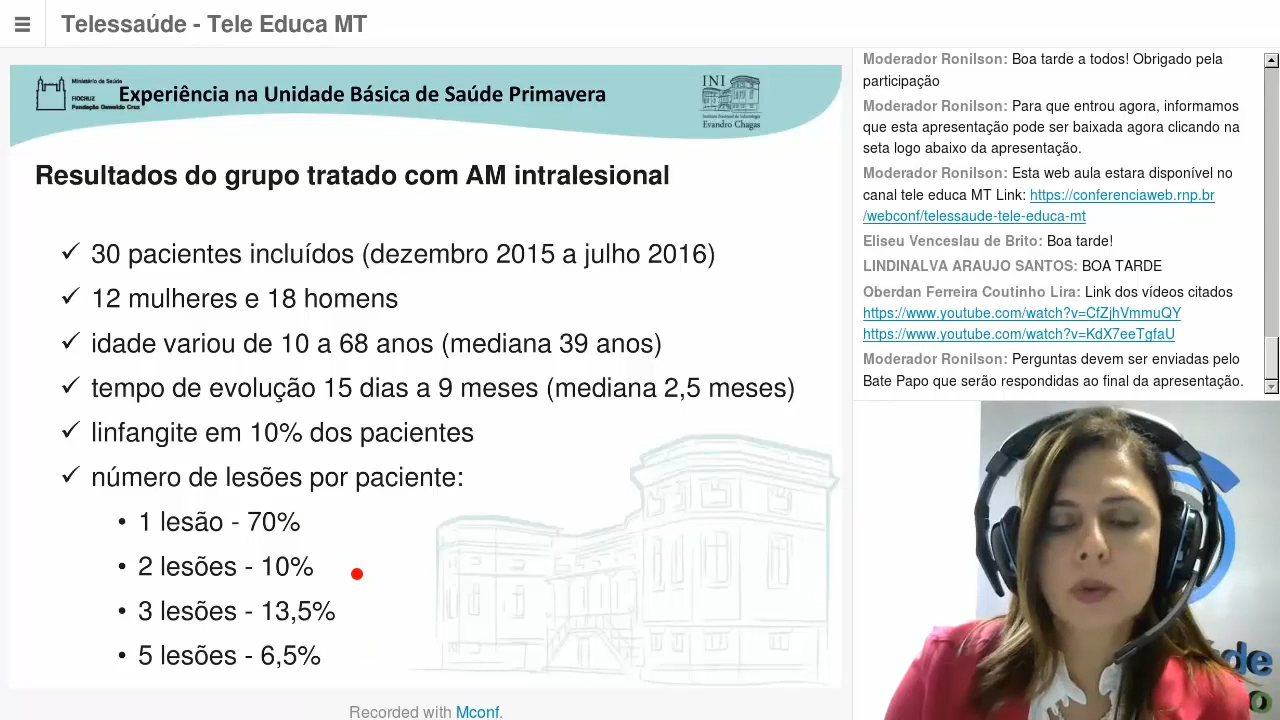 Telessaúde - Tele Educa MT
Ministério da Saúde
FIOCRUZ
Fundação Oswaldo Cruz
Experiência na Unidade Básica de Saúde Primavera
INI
Evandro Chagas
Resultados do grupo tratado com AM intralesional
✓ 30 pacientes incluídos (dezembro 2015 a julho 2016)
✓ 12 mulheres e 18 homens
✓ idade variou de 10 a 68 anos (mediana 39 anos)
✓ tempo de evolução 15 dias a 9 meses (mediana 2,5 meses)
✓ linfangite em 10% dos pacientes
✓ número de lesões por paciente:
• 1 lesão - 70%
• 2 lesões - 10%
• 3 lesões - 13,5%
• 5 lesões - 6,5%
Recorded with Mconf.
Moderador Ronilson: Boa tarde a todos! Obrigado pela
participação
Moderador Ronilson: Para que entrou agora, informamos
que esta apresentação pode ser baixada agora clicando na
seta logo abaixo da apresentação.
Moderador Ronilson: Esta web aula estara disponível no
canal tele educa MT Link: https://conferenciaweb.rnp.br
/webconf/telessaude-tele-educa-mt
Eliseu Venceslau de Brito: Boa tarde!
LINDINALVA ARAUJO SANTOS: BOA TARDE
Oberdan Ferreira Coutinho Lira: Link dos vídeos citados
https://www.youtube.com/watch?v=CfZjhVmmuQY
https://www.youtube.com/watch?v=KdX7eeTgfaU
Moderador Ronilson: Perguntas devem ser enviadas pelo
Bate Papo que serão respondidas ao final da apresentação.